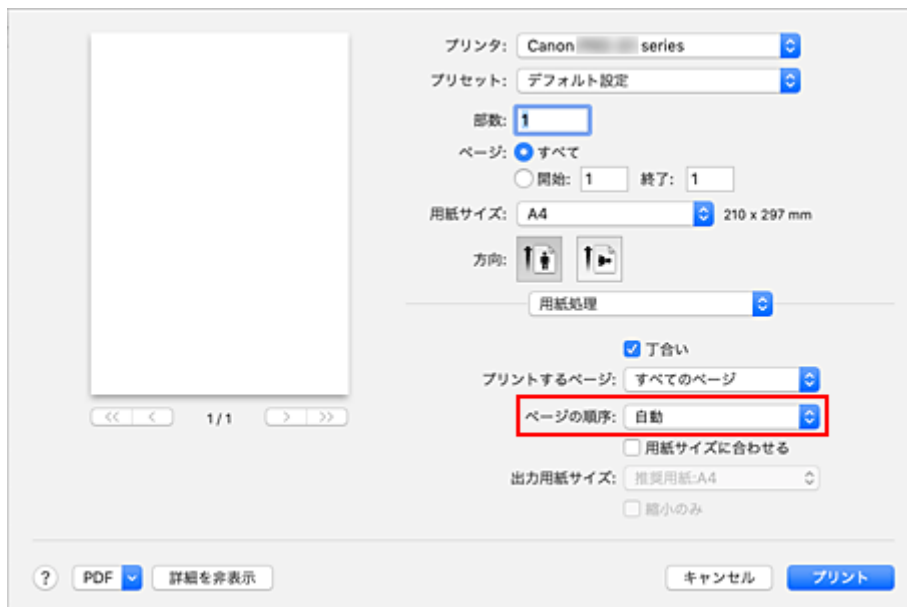 プリンタ: Canon series
プリセット: デフォルト設定
部数: 1
ページ: すべて
開始: 1 終了: 1
用紙サイズ: A4 210 x 297 mm
方向:
用紙処理
丁合い
プリントするページ: すべてのページ
<< < 1/1 > >>
ページの順序: 自動
用紙サイズに合わせる
出力用紙サイズ: 推奨用紙:A4
縮小のみ
? PDF 詳細を非表示 キャンセル プリント